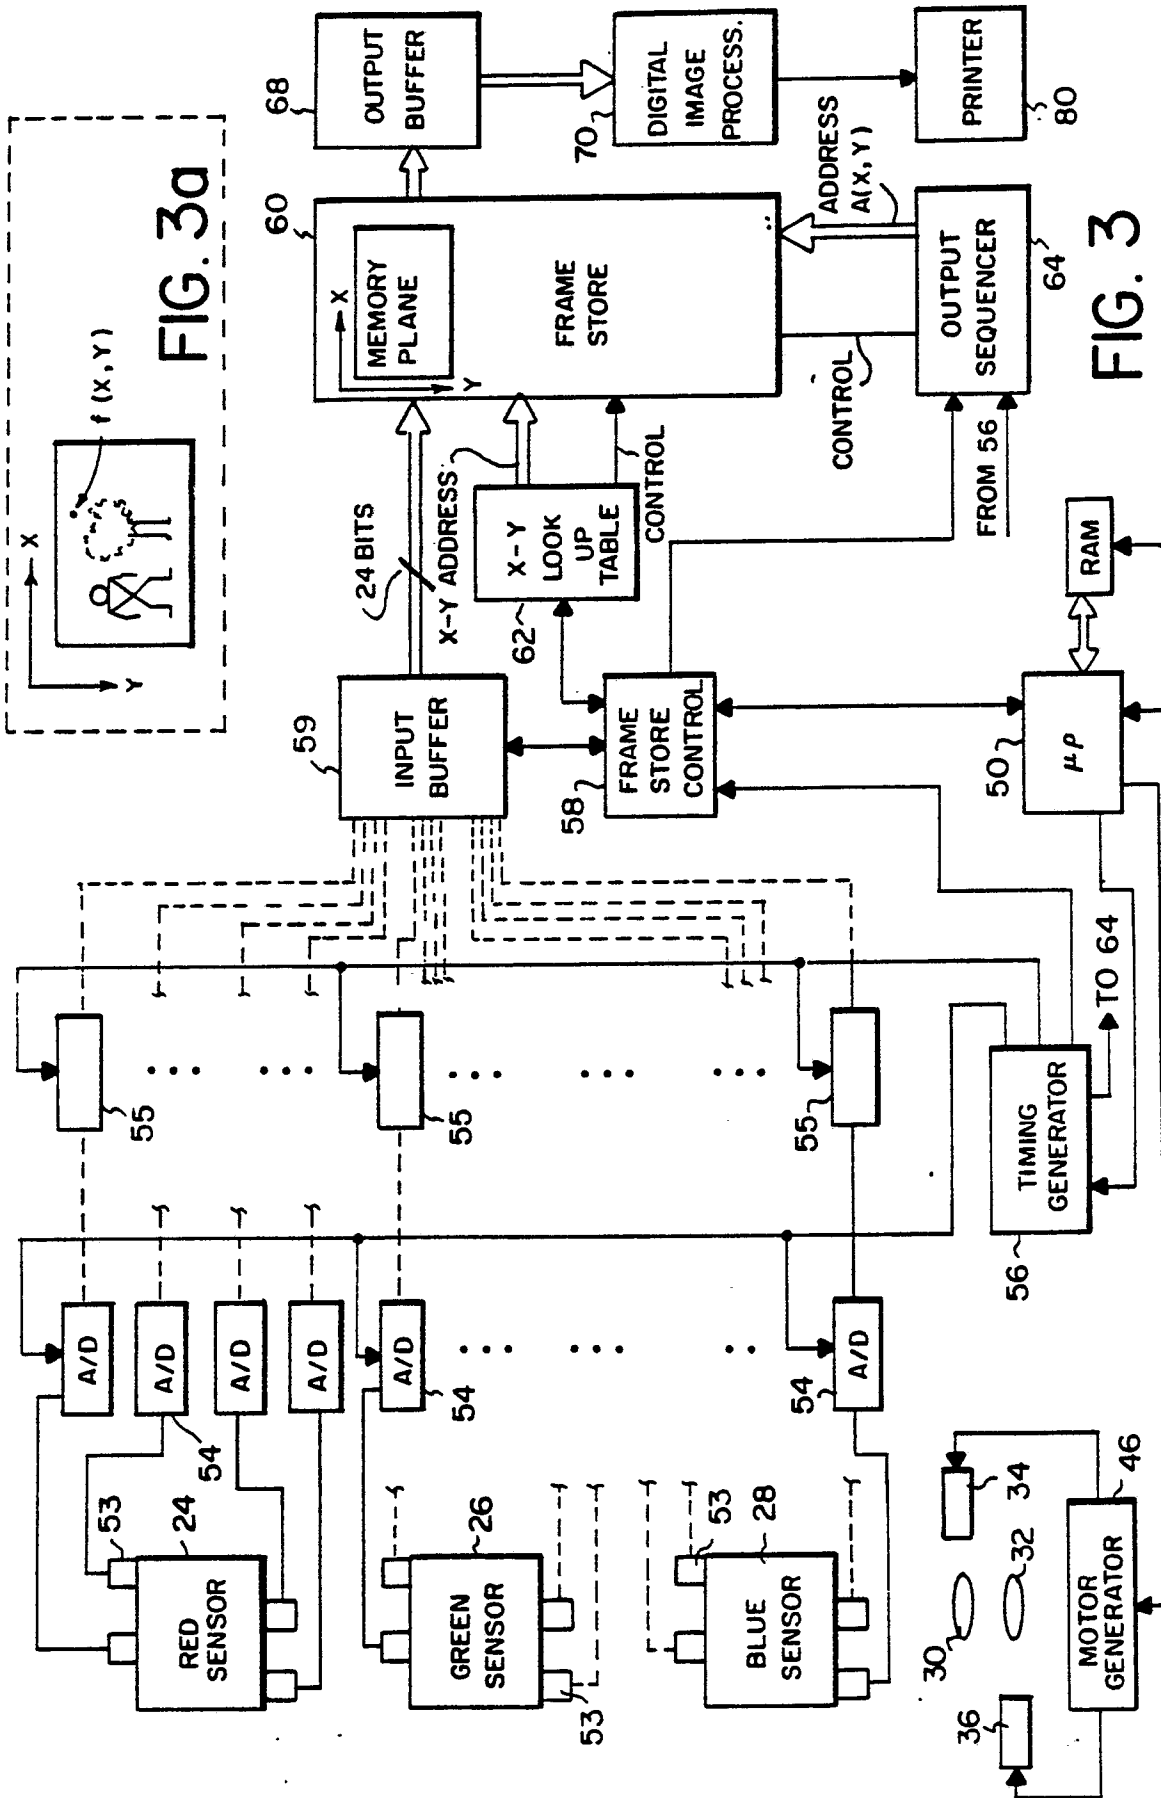 FIG. 3a
X
Y
f (X, Y)
RED
SENSOR
24
53
GREEN
SENSOR
26
53
BLUE
SENSOR
28
53
A/D
A/D
A/D
A/D
54
A/D
54
A/D
54
55
55
55
INPUT
BUFFER
59
24 BITS
X-Y ADDRESS
X-Y
LOOK
UP
TABLE
62
CONTROL
FRAME
STORE
CONTROL
58
60
X
Y
MEMORY
PLANE
FRAME
STORE
OUTPUT
BUFFER
68
DIGITAL
IMAGE
PROCESS.
70
PRINTER
80
ADDRESS
A(X,Y)
CONTROL
OUTPUT
SEQUENCER
64
FROM 56
RAM
μP
50
TO 64
TIMING
GENERATOR
56
30
32
34
36
MOTOR
GENERATOR
46
FIG. 3